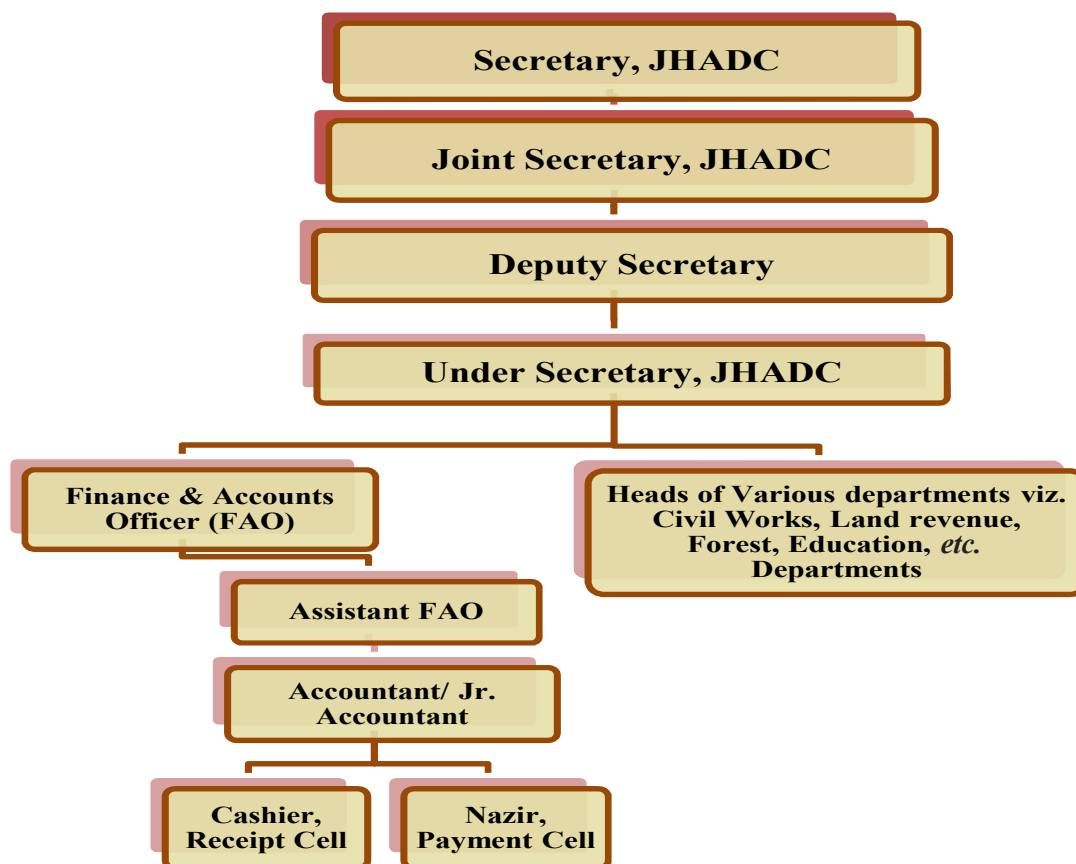 Secretary, JHADC
Joint Secretary, JHADC
Deputy Secretary
Under Secretary, JHADC
Finance & Accounts
Officer (FAO)
Heads of Various departments viz.
Civil Works, Land revenue,
Forest, Education, etc.
Departments
Assistant FAO
Accountant/ Jr.
Accountant
Cashier,
Receipt Cell
Nazir,
Payment Cell